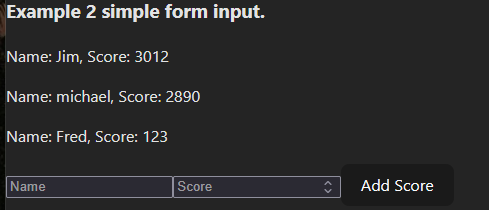 Example 2 simple form input.
Name: Jim, Score: 3012
Name: michael, Score: 2890
Name: Fred, Score: 123
Name Score Add Score